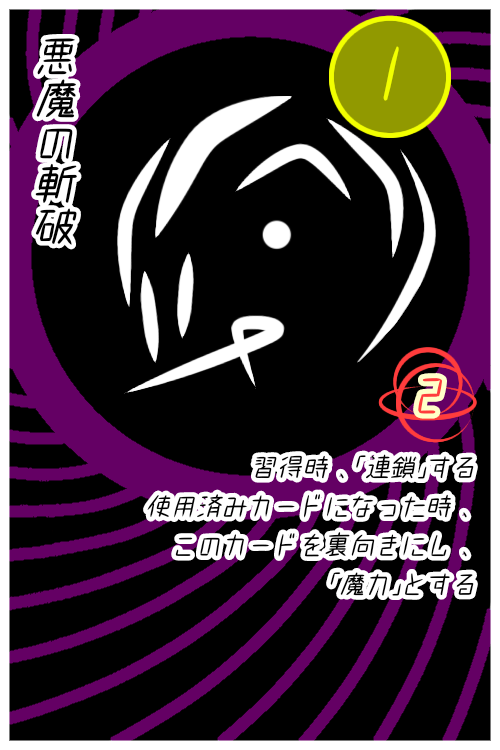 悪魔の斬破
1
2
習得時、「連鎖」する
使用済みカードになった時、
このカードを裏向きにし、
「魔力」とする